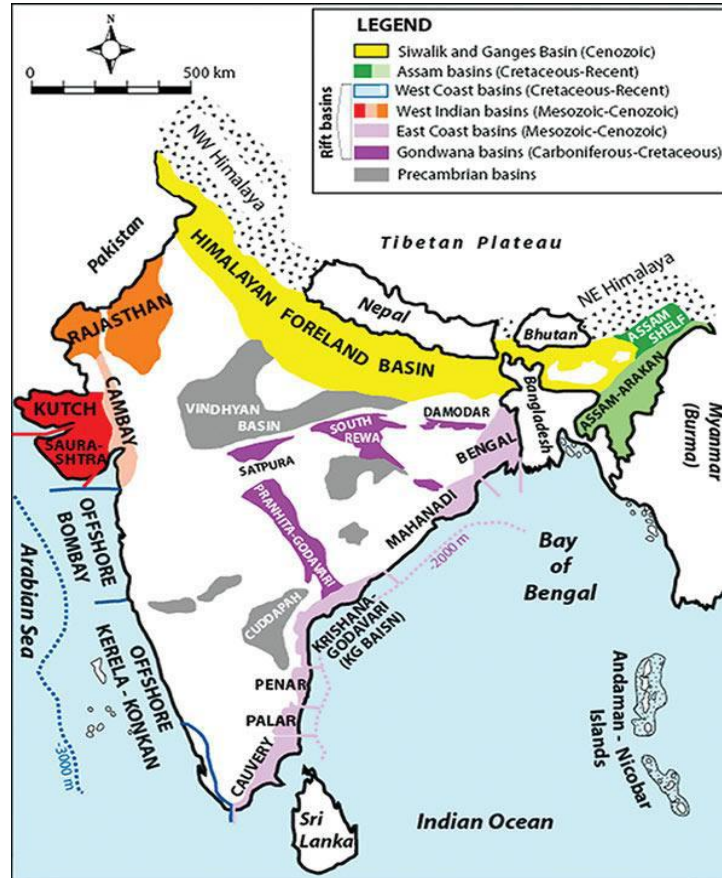 N
0 500 km
LEGEND
Siwalik and Ganges Basin (Cenozoic)
Assam basins (Cretaceous-Recent)
West Coast basins (Cretaceous-Recent)
West Indian basins (Mesozoic-Cenozoic)
East Coast basins (Mesozoic-Cenozoic)
Gondwana basins (Carboniferous-Cretaceous)
Precambrian basins
Rift basins
NW Himalaya
Pakistan
Tibetan Plateau
NE Himalaya
HIMALAYAN FORELAND BASIN
Nepal
Bhutan
ASSAM
SHELF
ASSAM-ARAKAN
RAJASTHAN
CAMBAY
KUTCH
SAURA-
SHTRA
VINDHYAN
BASIN
SOUTH
REWA
DAMODAR
Bangladesh
Myanmar
(Burma)
BENGAL
SATPURA
PRANHITA-GODAVARI
MAHANADI
-2000 m
OFFSHORE
BOMBAY
Arabian Sea
Bay
of
Bengal
CUDDAPAH
KRISHANA-
GODAVARI
(KG BAISN)
OFFSHORE
KERELA - KONKAN
-3000 m
PENAR
PALAR
CAUVERY
Andaman - Nicobar
Islands
Sri
Lanka
Indian Ocean